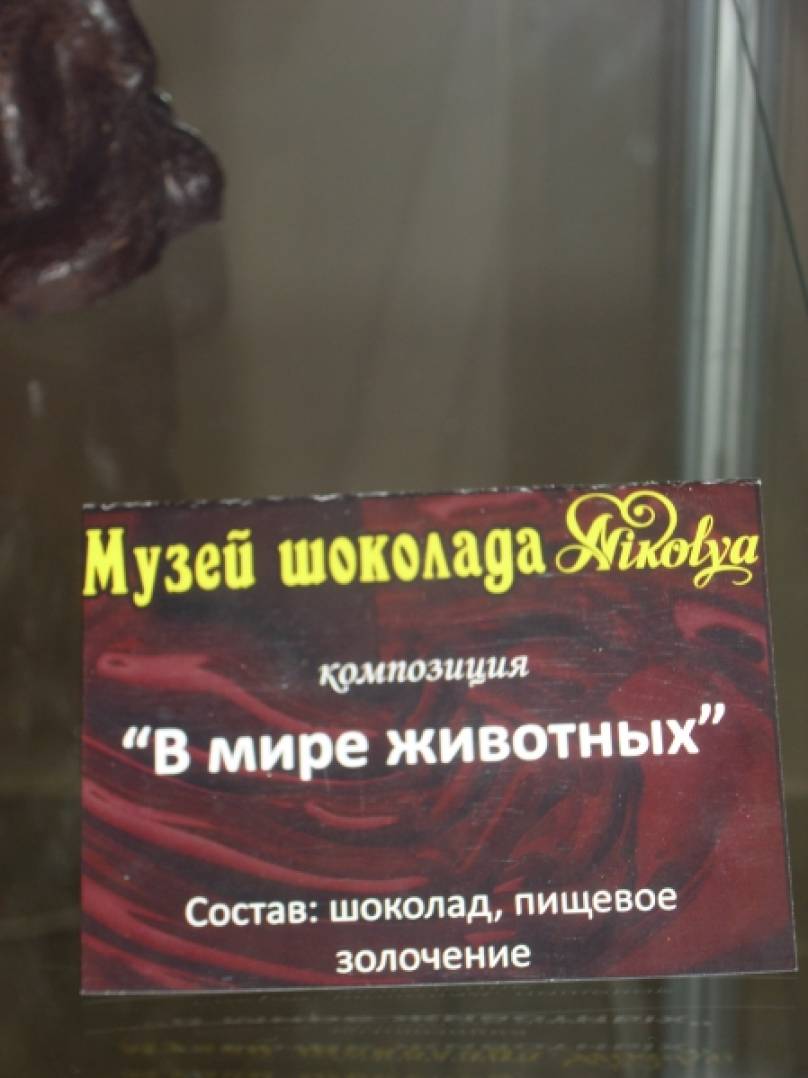 Музей шоколада Nikolya
композиция
“В мире животных”
Состав: шоколад, пищевое
золочение